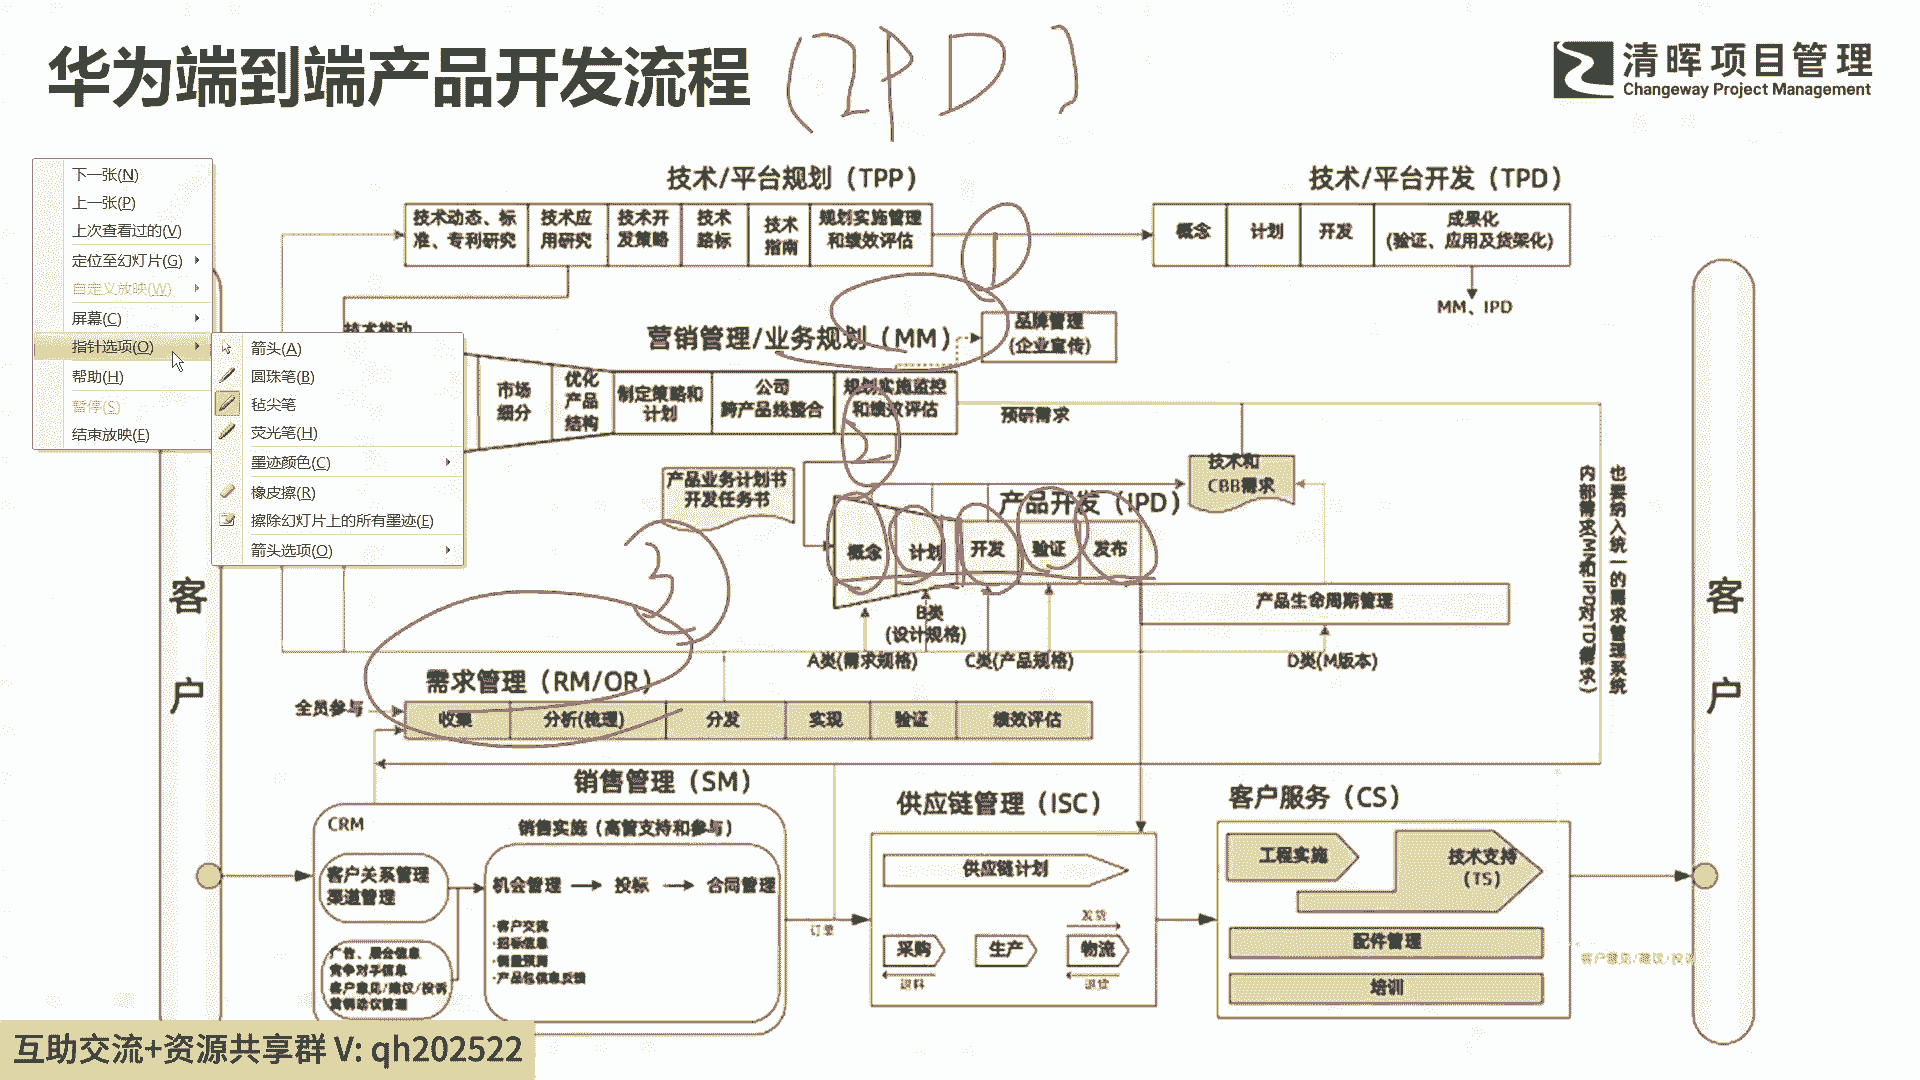 华为端到端产品开发流程
(IPD)
清晖项目管理
Changeway Project Management
下一张(N)
上一张(P)
上次查看过的(V)
定位至幻灯片(G)
自定义放映(W)
屏幕(C)
指针选项(O)
帮助(H)
暂停(S)
结束放映(E)
箭头(A)
圆珠笔(B)
毡尖笔
荧光笔(H)
墨迹颜色(C)
橡皮擦(R)
擦除幻灯片上的所有墨迹(E)
箭头选项(O)
技术/平台规划（TPP）
技术动态、标
准、专利研究
技术应
用研究
技术开
发策略
技术
路标
技术
指南
规划实施管理
和绩效评估
1
技术/平台开发（TPD）
概念
计划
开发
成果化
(验证、应用及货架化)
MM、IPD
技术推动
营销管理/业务规划（MM）
品牌管理
(企业宣传)
市场
细分
优化
产品
结构
制定策略和
计划
公司
跨产品线整合
规划实施监控
和绩效评估
2
预研需求
产品业务计划书
开发任务书
产品开发（IPD）
技术和
CBB需求
概念
计划
开发
验证
发布
产品生命周期管理
B类
(设计规格)
A类(需求规格)
C类(产品规格)
D类(M版本)
内部需求(MM和IPD对TD需求)
也要纳入统一的需求管理系统
3
需求管理（RM/OR）
全员参与
收集
分析(梳理)
分发
实现
验证
绩效评估
客户
客户
销售管理（SM）
CRM
销售实施（高管支持和参与）
客户关系管理
渠道管理
机会管理
投标
合同管理
·客户交流
·招标信息
·销量预测
·产品包信息反馈
广告、展会信息
竞争对手信息
客户意见/建议/投诉
营销活动管理
订单
供应链管理（ISC）
供应链计划
采购
生产
物流
发货
退料
退货
客户服务（CS）
工程实施
技术支持
(TS)
配件管理
培训
客户意见/建议/投诉
互助交流+资源共享群 V: qh202522